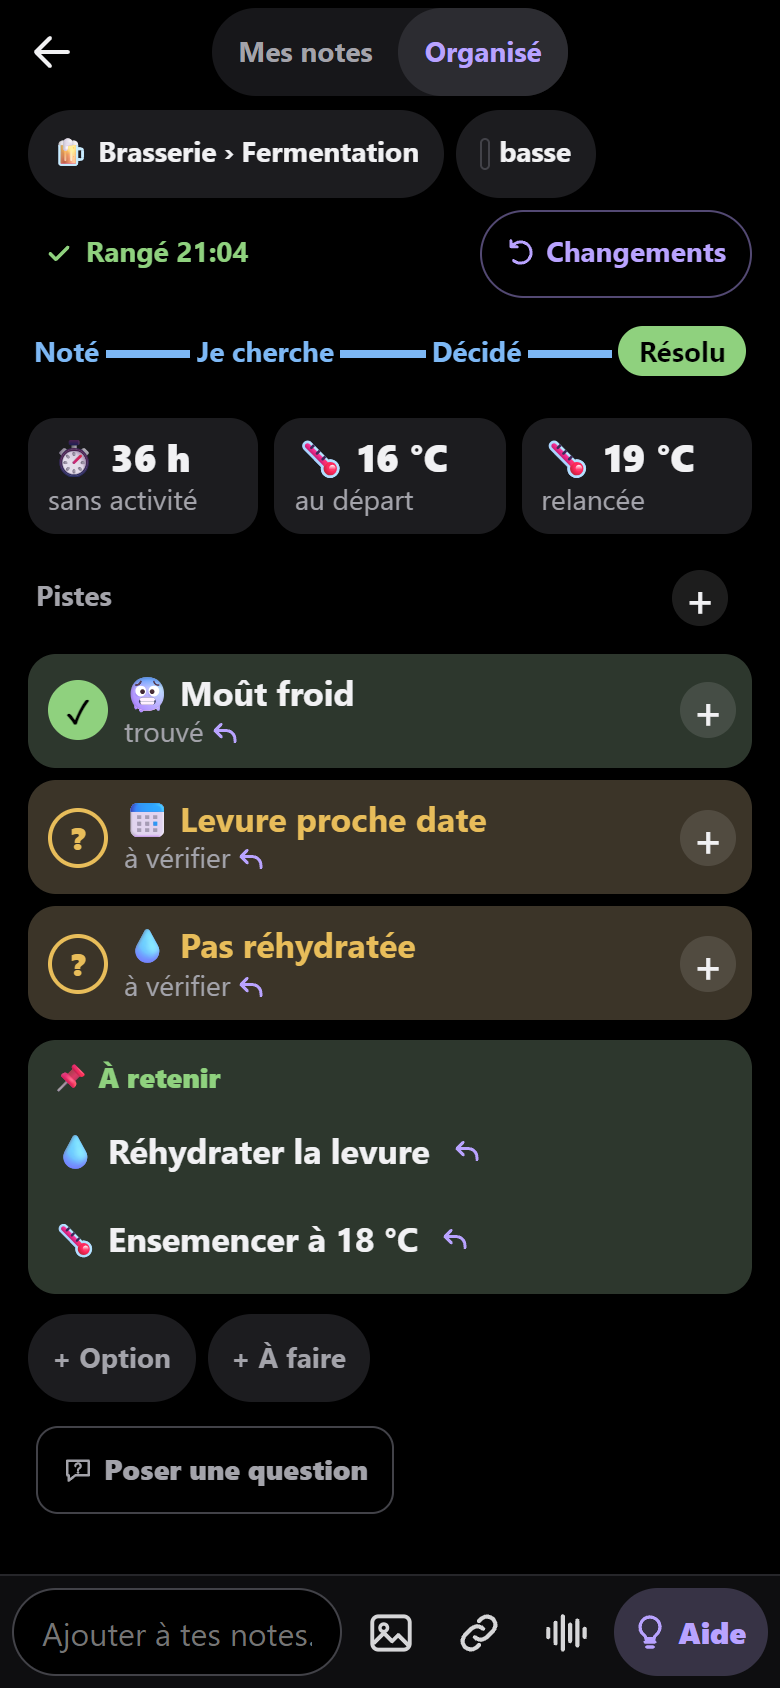 Mes notes Organisé
Brasserie › Fermentation basse
Rangé 21:04 Changements
Noté Je cherche Décidé Résolu
36 h 16 °C 19 °C
sans activité au départ relancée
Pistes +
Moût froid +
trouvé
? Levure proche date +
à vérifier
? Pas réhydratée +
à vérifier
À retenir
Réhydrater la levure
Ensemencer à 18 °C
+ Option + À faire
Poser une question
Ajouter à tes notes. Aide